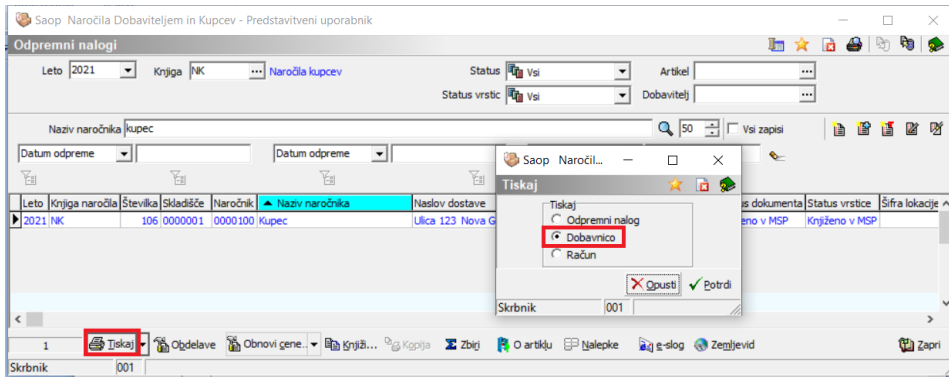 Saop Naročila Dobaviteljem in Kupcev - Predstavitveni uporabnik
Odpremni nalogi
Leto 2021 Knjiga NK ... Naročila kupcev Status Vsi Artikel ...
Status vrstic Vsi Dobavitelj ...
Naziv naročnika kupec 50 Vsi zapisi
Datum odpreme Datum odpreme
Saop Naročil...
Tiskaj
Tiskaj
Odpremni nalog
Dobavnico
Račun
Opusti Potrdi
Skrbnik 001
Leto Knjiga naročila Številka Skladišče Naročnik Naziv naročnika Naslov dostave s dokumenta Status vrstice Šifra lokacije
2021 NK 106 0000001 0000100 Kupec Ulica 123 Nova G eno v MSP Knjiženo v MSP
1 Tiskaj Obdelave Obnovi gene.. Knjiži... Kopija Zbirj O artiklu Nalepke e-slog Zemljevid Zapri
Skrbnik 001